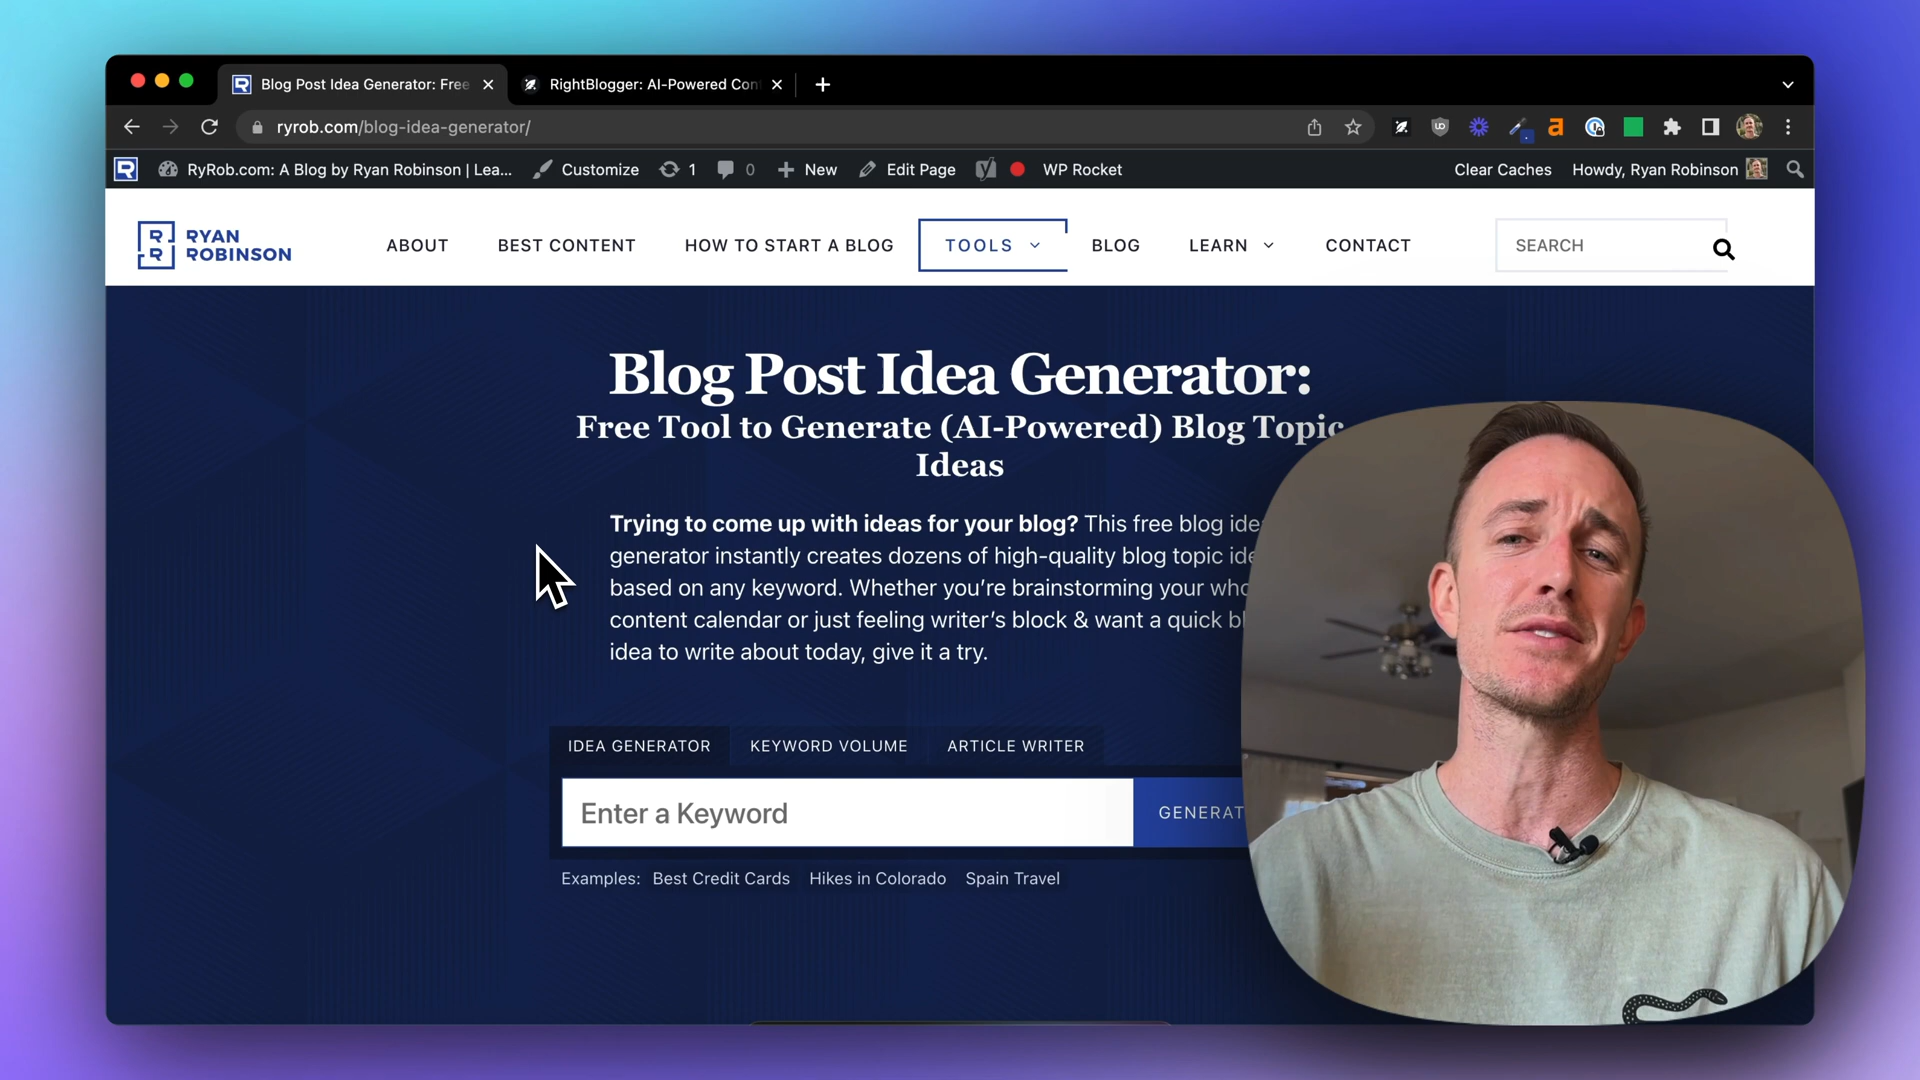 Blog Post Idea Generator: Free
RightBlogger: AI-Powered Con
ryrob.com/blog-idea-generator/
RyRob.com: A Blog by Ryan Robinson | Lea... Customize 1 0 New Edit Page WP Rocket Clear Caches Howdy, Ryan Robinson
RYAN
ROBINSON
ABOUT BEST CONTENT HOW TO START A BLOG TOOLS BLOG LEARN CONTACT SEARCH
Blog Post Idea Generator:
Free Tool to Generate (AI-Powered) Blog Topic
Ideas
Trying to come up with ideas for your blog? This free blog ide
generator instantly creates dozens of high-quality blog topic ide
based on any keyword. Whether you’re brainstorming your who
content calendar or just feeling writer’s block & want a quick bl
idea to write about today, give it a try.
IDEA GENERATOR KEYWORD VOLUME ARTICLE WRITER
Enter a Keyword GENERAT
Examples: Best Credit Cards Hikes in Colorado Spain Travel